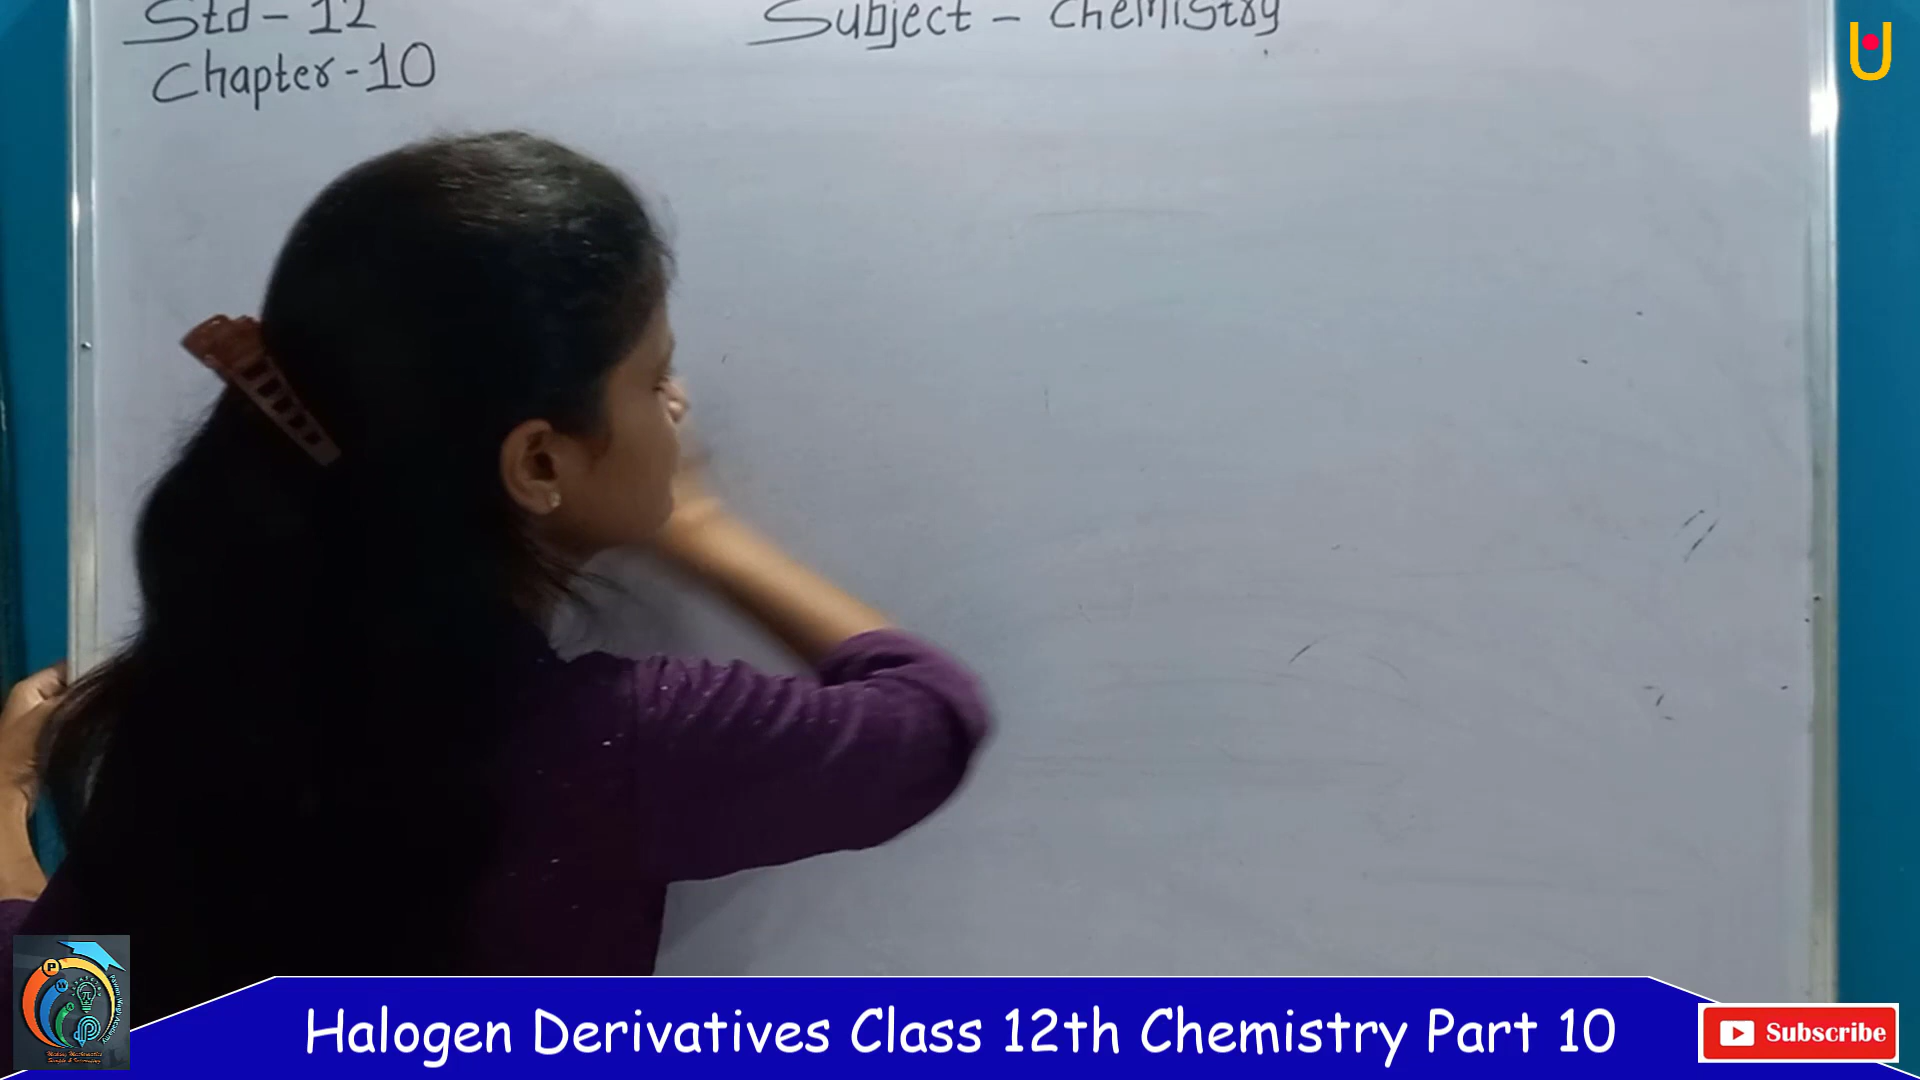 Std - 12
Subject - Chemistry
Chapter - 10
Halogen Derivatives Class 12th Chemistry Part 10
Subscribe